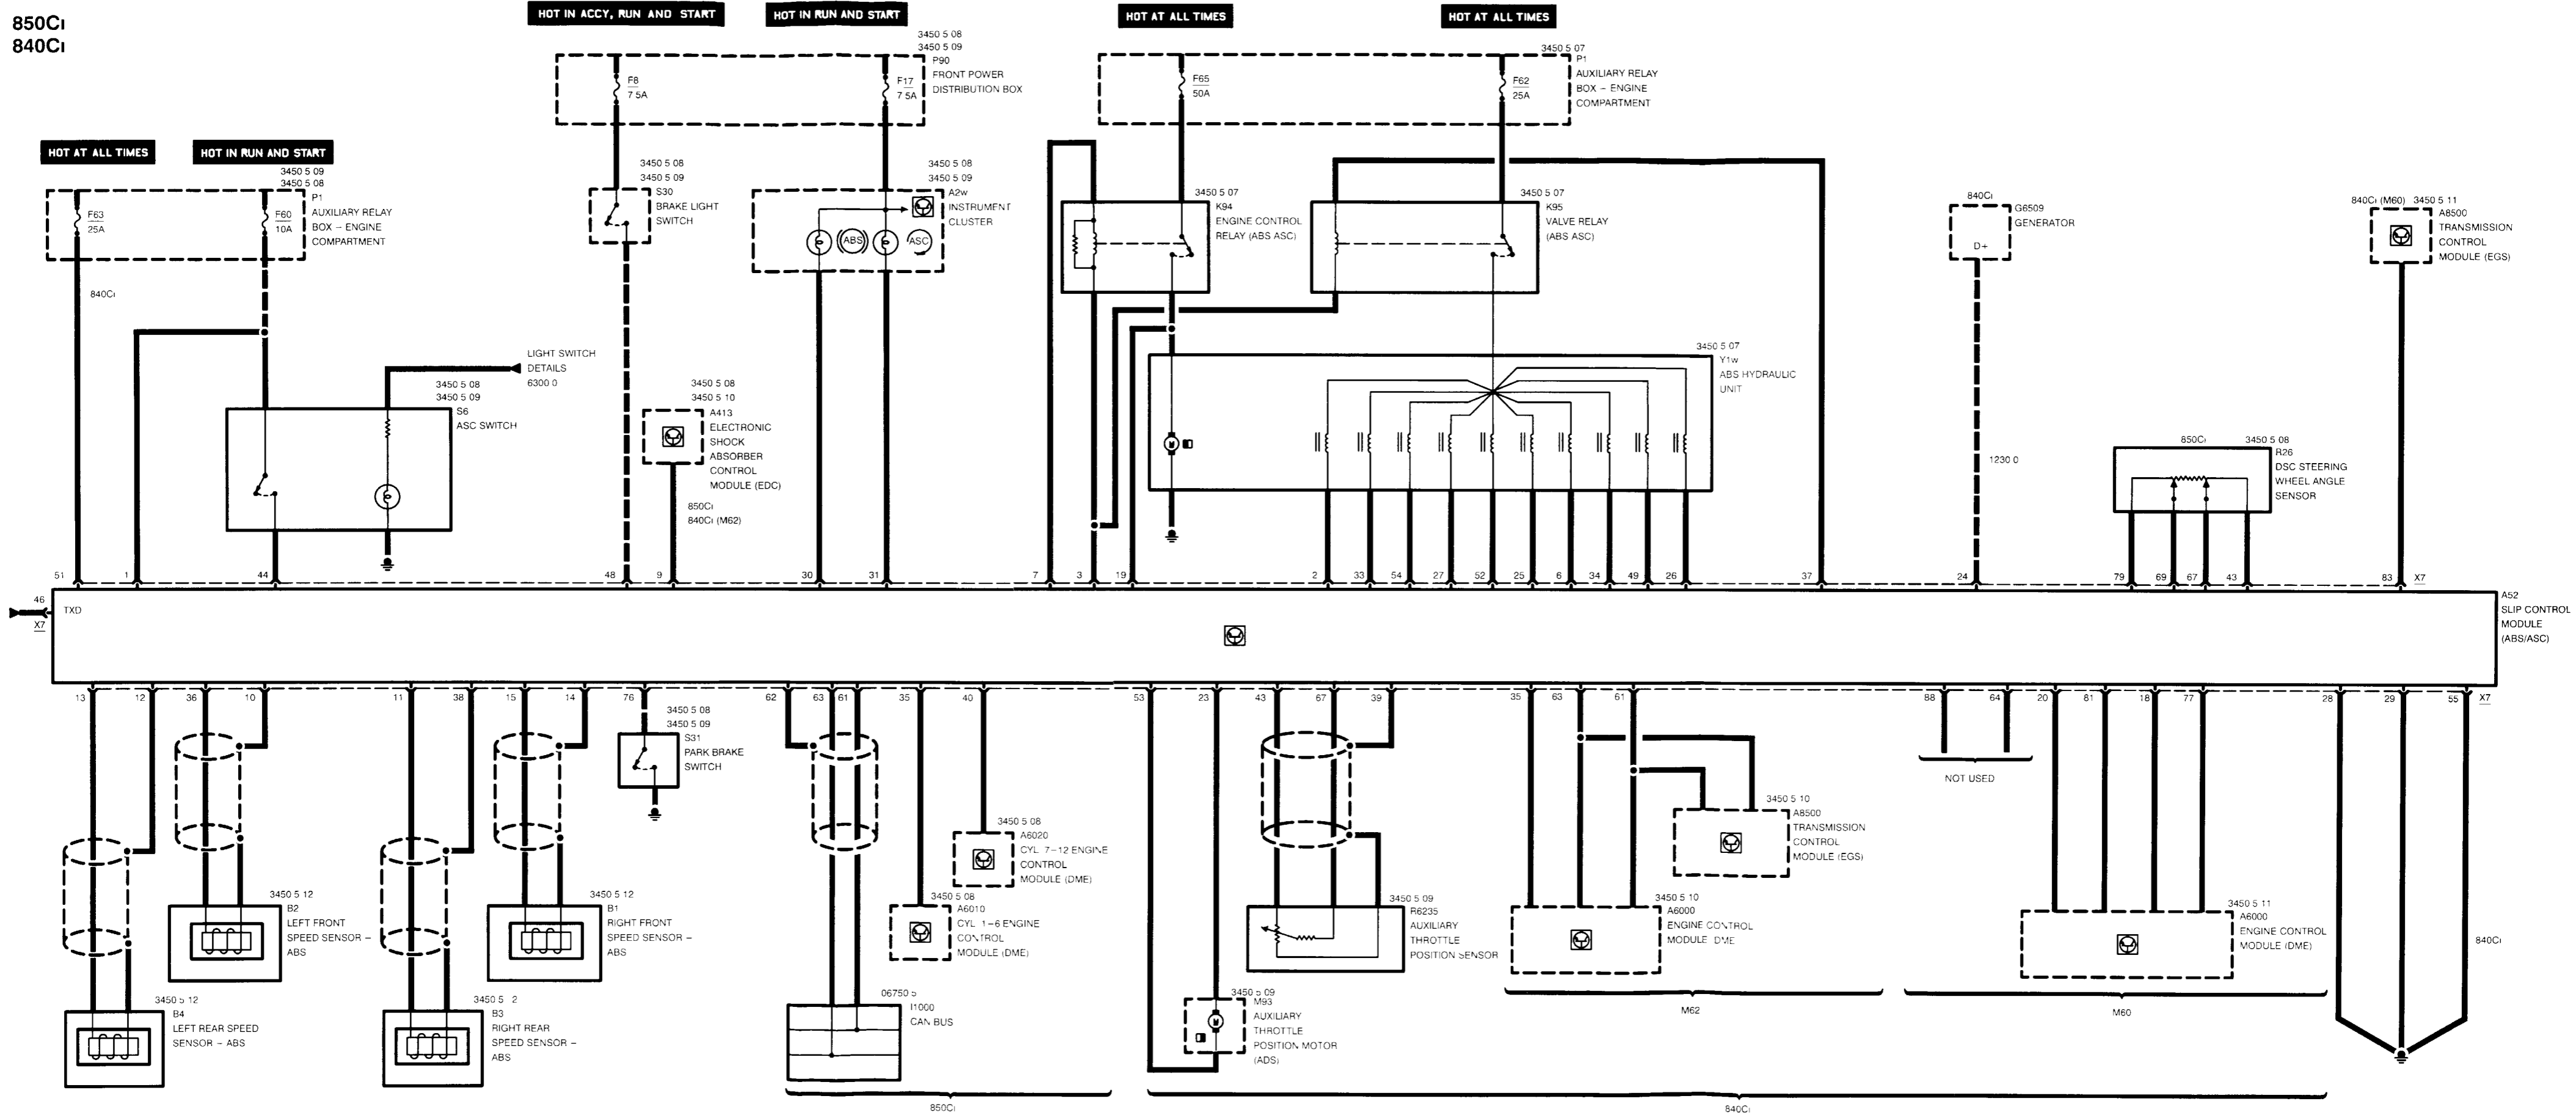 850Ci
840Ci
HOT IN ACCY, RUN AND START
HOT IN RUN AND START
HOT AT ALL TIMES
HOT AT ALL TIMES
3450 5 08
3450 5 09
P90
FRONT POWER
DISTRIBUTION BOX
F8
7 5A
F17
7 5A
F65
50A
F62
25A
3450 5 07
P1
AUXILIARY RELAY
BOX – ENGINE
COMPARTMENT
HOT AT ALL TIMES
HOT IN RUN AND START
3450 5 09
3450 5 08
P1
AUXILIARY RELAY
BOX – ENGINE
COMPARTMENT
F63
25A
F60
10A
840Ci
3450 5 08
3450 5 09
S30
BRAKE LIGHT
SWITCH
3450 5 08
3450 5 09
A2w
INSTRUMENT
CLUSTER
ABS
ASC
3450 5 07
K94
ENGINE CONTROL
RELAY (ABS ASC)
3450 5 07
K95
VALVE RELAY
(ABS ASC)
840Ci
G6509
GENERATOR
D+
840Ci (M60) 3450 5 11
A8500
TRANSMISSION
CONTROL
MODULE (EGS)
LIGHT SWITCH
DETAILS
6300 0
3450 5 08
3450 5 09
S6
ASC SWITCH
3450 5 08
3450 5 10
A413
ELECTRONIC
SHOCK
ABSORBER
CONTROL
MODULE (EDC)
850Ci
840Ci (M62)
3450 5 07
Y1w
ABS HYDRAULIC
UNIT
M
1230 0
850Ci 3450 5 08
R26
DSC STEERING
WHEEL ANGLE
SENSOR
51 1 44 48 9 30 31 7 3 19 2 33 54 27 52 25 6 34 49 26 37 24 79 69 67 43 83 X7
46
X7
TXD
A52
SLIP CONTROL
MODULE
(ABS/ASC)
13 12 36 10 11 38 15 14 76 62 63 61 35 40 53 23 43 67 39 35 63 61 88 64 20 81 18 77 28 29 55 X7
3450 5 08
3450 5 09
S31
PARK BRAKE
SWITCH
NOT USED
3450 5 08
A6020
CYL 7–12 ENGINE
CONTROL
MODULE (DME)
3450 5 10
A8500
TRANSMISSION
CONTROL
MODULE (EGS)
3450 5 12
B2
LEFT FRONT
SPEED SENSOR –
ABS
3450 5 12
B1
RIGHT FRONT
SPEED SENSOR –
ABS
3450 5 08
A6010
CYL 1–6 ENGINE
CONTROL
MODULE (DME)
3450 5 09
R6235
AUXILIARY
THROTTLE
POSITION SENSOR
3450 5 10
A6000
ENGINE CONTROL
MODULE DME
3450 5 11
A6000
ENGINE CONTROL
MODULE (DME)
840Ci
3450 5 12
B4
LEFT REAR SPEED
SENSOR – ABS
3450 5 2
B3
RIGHT REAR
SPEED SENSOR –
ABS
06750 5
I1000
CAN BUS
3450 5 09
M93
AUXILIARY
THROTTLE
POSITION MOTOR
(ADS)
M
M62
M60
850Ci
840Ci